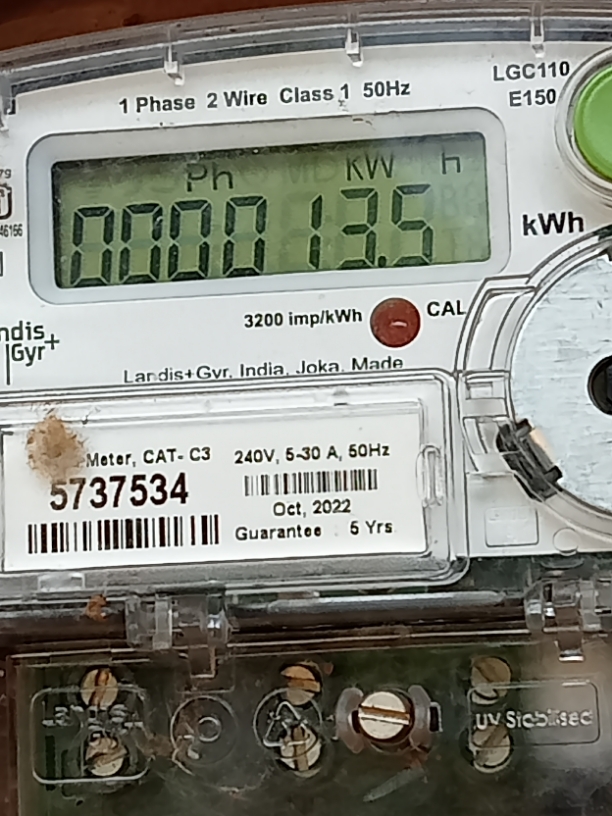 1 Phase 2 Wire Class 1 50Hz
LGC110
E150
Ph KW h
000013.5
kWh
46166
3200 imp/kWh
CAL
Gyr+
Landis+Gyr, India, Joka, Made
Meter, CAT- C3
240V, 5-30 A, 50Hz
5737534
Oct, 2022
Guarantee 5 Yrs
UV Stabilised